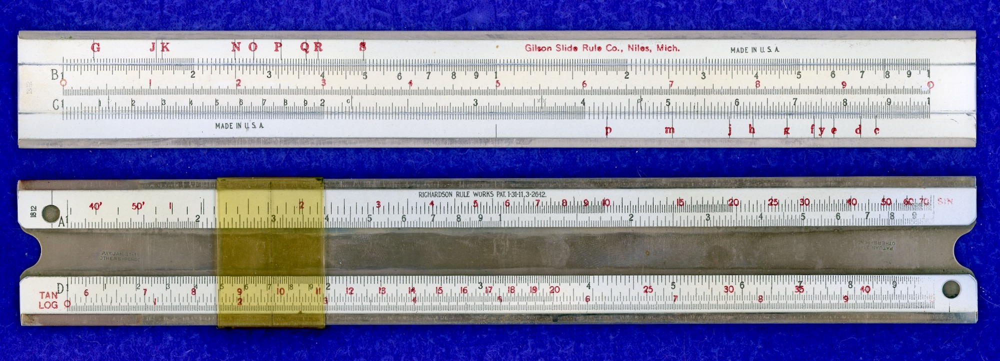 G J K N O P Q R S Gilson Slide Rule Co., Niles, Mich. MADE IN U. S. A.
B 1 2 3 4 5 6 7 8 9 1 2 3 4 5 6 7 8 9 1
0 1 2 3 4 5 6 7 8 9 0
C 1 1 2 3 4 5 6 7 8 9 2 c 3 4 5 6 7 8 9 1
MADE IN U. S. A. p m j h g f y e d c
RICHARDSON RULE WORKS PAT. 1-31-11, 3-26-12.
1812
40' 50' 1 2 3 4 5 6 7 8 9 10 15 20 25 30 40 50 60 70 SIN
A 1 2 3 4 5 6 7 8 9 1 2 3 4 5 6 7 8 9
PAT. JAN. 31-11
OTHERS-PEND'G
D 1 1 2 3 4 5 6 7 8 9 2 3 4 5 6 7 8 9
TAN 6 7 8 9 10 11 12 13 14 15 16 17 18 19 20 25 30 35 40
LOG 0 1 2 3 4 5 6 7 8 9